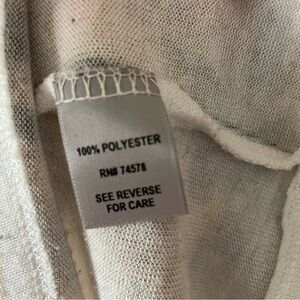 100% POLYESTER
RN# 74578
SEE REVERSE
FOR CARE